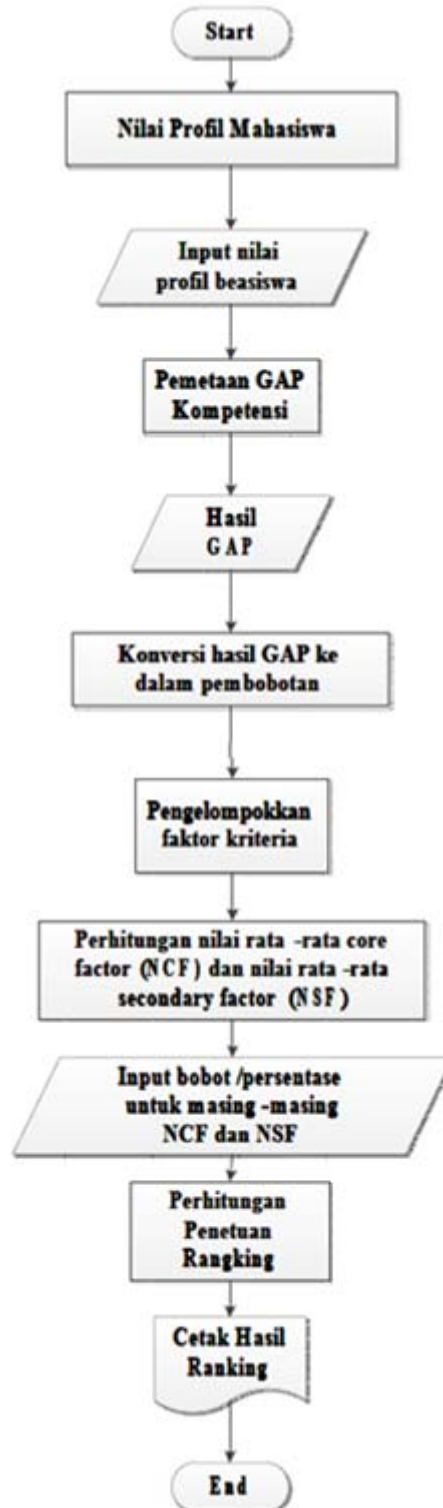 Start
Nilai Profil Mahasiswa
Input nilai
profil beasiswa
Pemetaan GAP
Kompetensi
Hasil
G A P
Konversi hasil GAP ke
dalam pembobotan
Pengelompokkan
faktor kriteria
Perhitungan nilai rata -rata core
factor (NCF) dan nilai rata -rata
secondary factor (NSF)
Input bobot /persentase
untuk masing -masing
NCF dan NSF
Perhitungan
Penetuan
Rangking
Cetak Hasil
Ranking
End